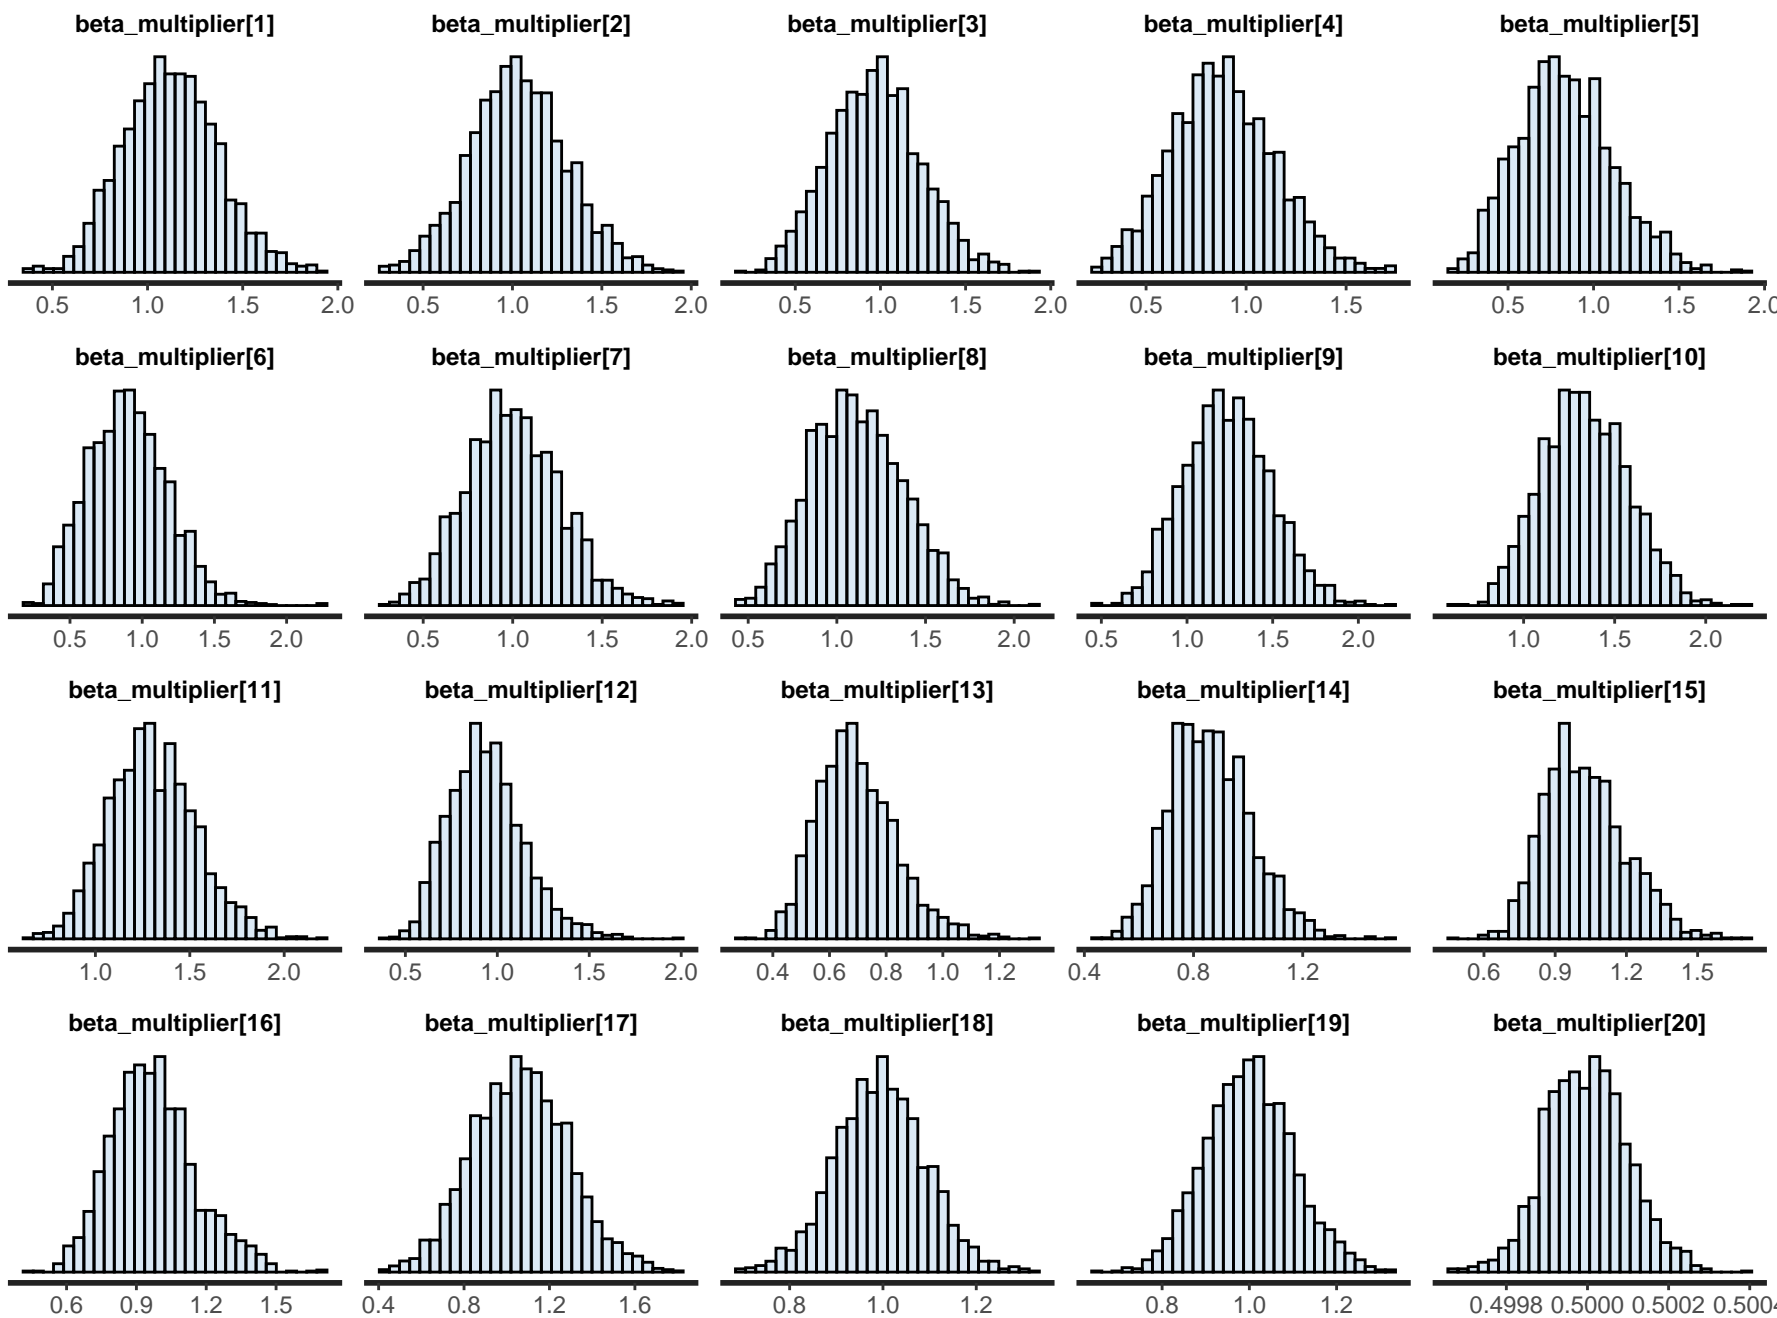 beta_multiplier[1] beta_multiplier[2] beta_multiplier[3] beta_multiplier[4] beta_multiplier[5]
0.5 1.0 1.5 2.0 0.5 1.0 1.5 2.0 0.5 1.0 1.5 2.0 0.5 1.0 1.5 0.5 1.0 1.5 2.0
beta_multiplier[6] beta_multiplier[7] beta_multiplier[8] beta_multiplier[9] beta_multiplier[10]
0.5 1.0 1.5 2.0 0.5 1.0 1.5 2.0 0.5 1.0 1.5 2.0 0.5 1.0 1.5 2.0 1.0 1.5 2.0
beta_multiplier[11] beta_multiplier[12] beta_multiplier[13] beta_multiplier[14] beta_multiplier[15]
1.0 1.5 2.0 0.5 1.0 1.5 2.0 0.4 0.6 0.8 1.0 1.2 0.4 0.8 1.2 0.6 0.9 1.2 1.5
beta_multiplier[16] beta_multiplier[17] beta_multiplier[18] beta_multiplier[19] beta_multiplier[20]
0.6 0.9 1.2 1.5 0.4 0.8 1.2 1.6 0.8 1.0 1.2 0.8 1.0 1.2 0.4998 0.5000 0.5002 0.5004